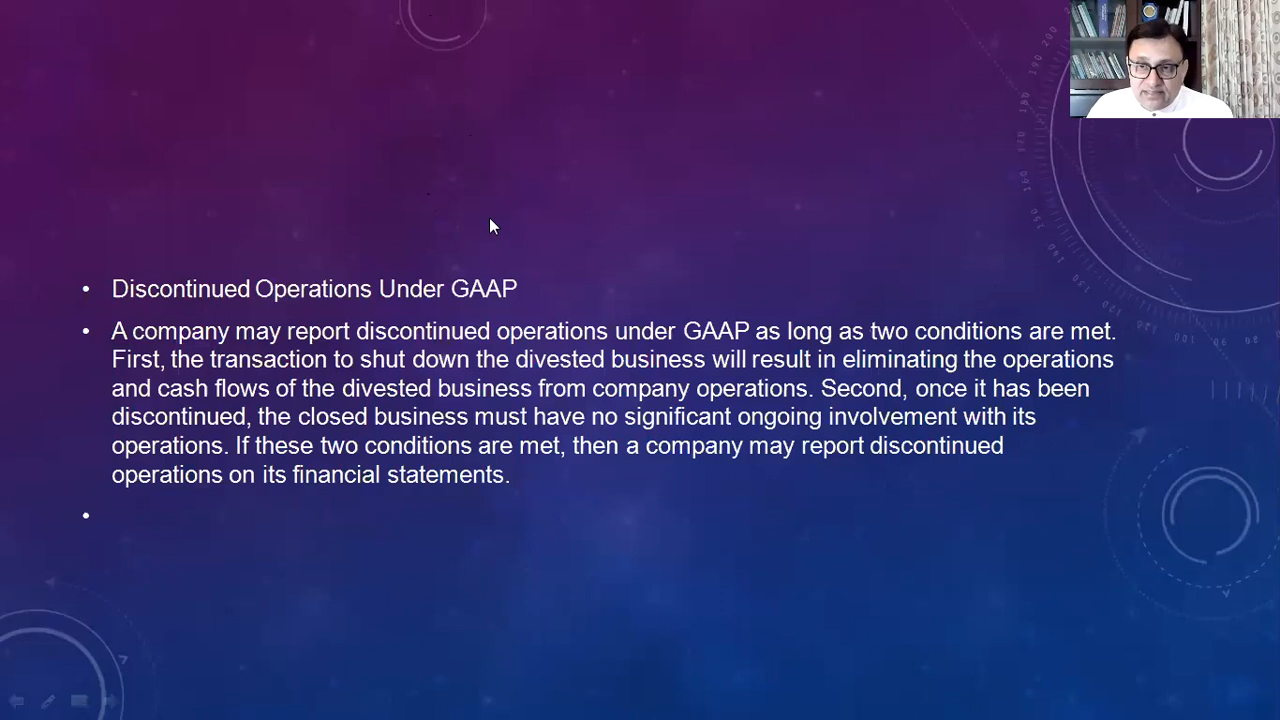 Discontinued Operations Under GAAP
A company may report discontinued operations under GAAP as long as two conditions are met.
First, the transaction to shut down the divested business will result in eliminating the operations
and cash flows of the divested business from company operations. Second, once it has been
discontinued, the closed business must have no significant ongoing involvement with its
operations. If these two conditions are met, then a company may report discontinued
operations on its financial statements.